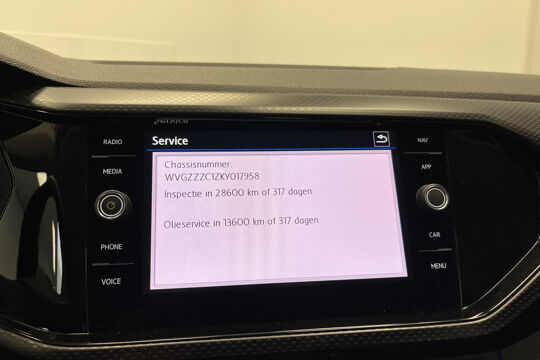 Service
RADIO
MEDIA
PHONE
VOICE
Service
Chassisnummer:
WVGZZZC1ZKY017958
Inspectie in 28600 km of 317 dagen
Olieservice in 13600 km of 317 dagen
NAV
APP
CAR
MENU